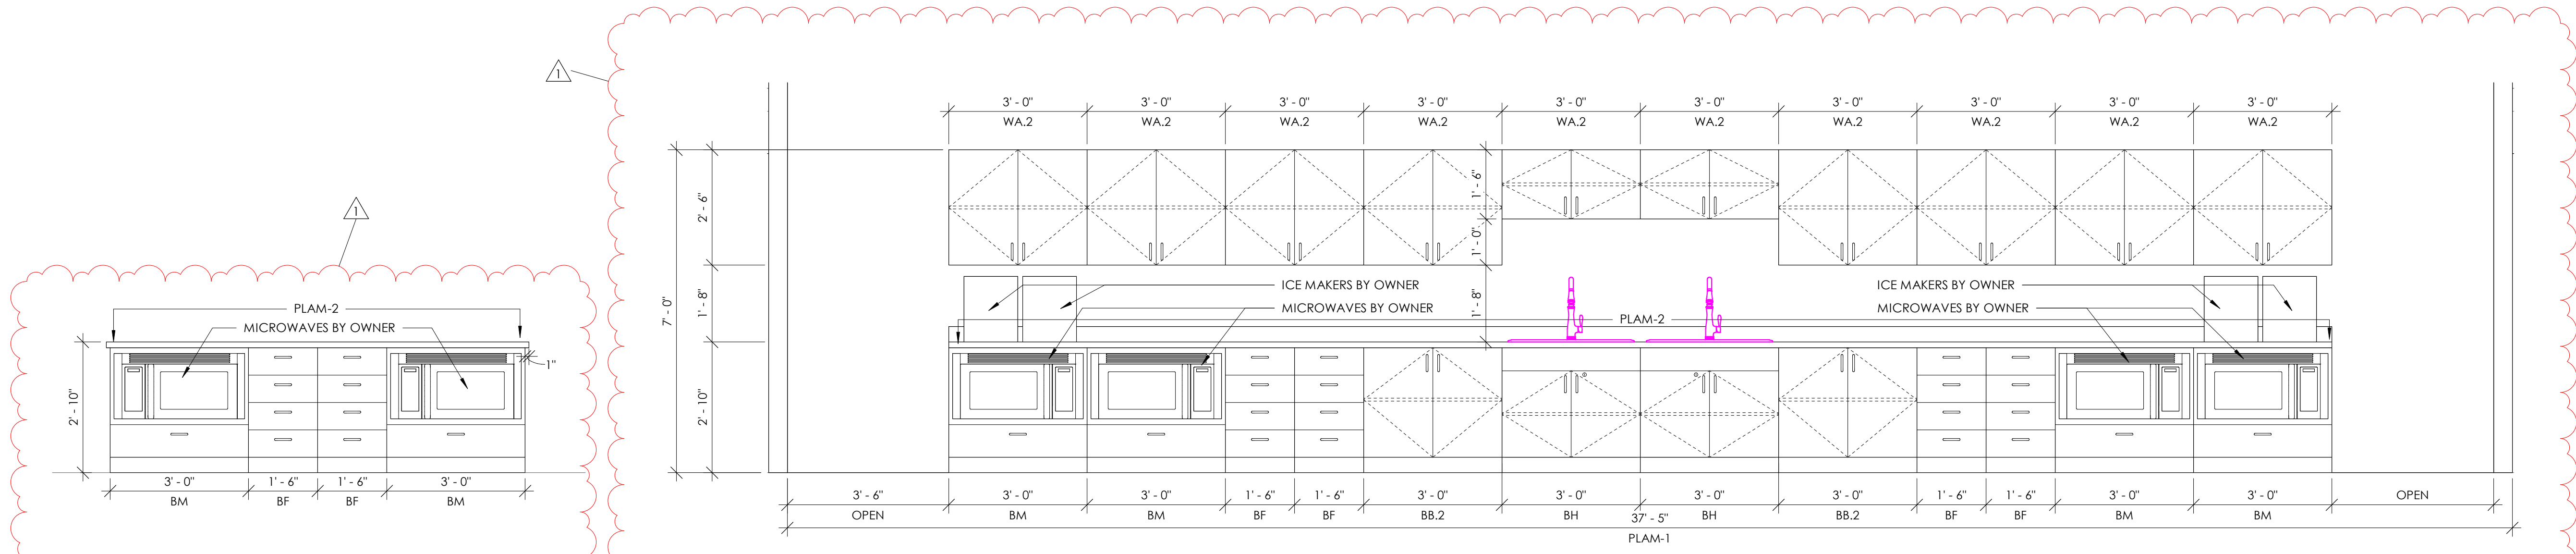 1
PLAM-2
MICROWAVES BY OWNER
2' - 10"
1"
3' - 0" 1' - 6" 1' - 6" 3' - 0"
BM BF BF BM
1
3' - 0" 3' - 0" 3' - 0" 3' - 0" 3' - 0" 3' - 0" 3' - 0" 3' - 0" 3' - 0" 3' - 0"
WA.2 WA.2 WA.2 WA.2 WA.2 WA.2 WA.2 WA.2 WA.2 WA.2
7' - 0"
2' - 6"
1' - 8"
2' - 10"
1' - 6"
1' - 0"
1' - 8"
ICE MAKERS BY OWNER
MICROWAVES BY OWNER
PLAM-2
ICE MAKERS BY OWNER
MICROWAVES BY OWNER
3' - 6" 3' - 0" 3' - 0" 1' - 6" 1' - 6" 3' - 0" 3' - 0" 3' - 0" 3' - 0" 1' - 6" 1' - 6" 3' - 0" 3' - 0" OPEN
OPEN BM BM BF BF BB.2 BH BH BB.2 BF BF BM BM
37' - 5"
PLAM-1